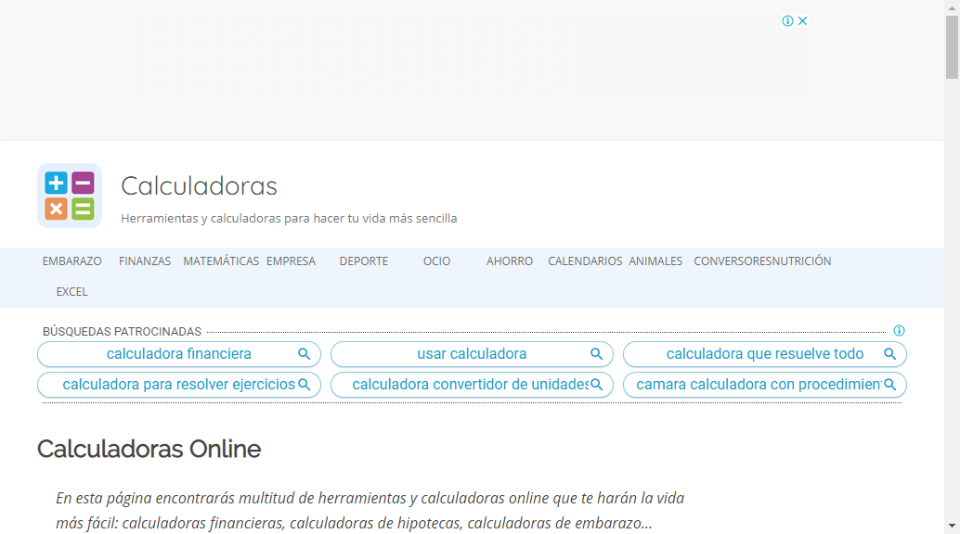 Calculadoras
Herramientas y calculadoras para hacer tu vida más sencilla
EMBARAZO FINANZAS MATEMÁTICAS EMPRESA DEPORTE OCIO AHORRO CALENDARIOS ANIMALES CONVERSORES NUTRICIÓN
EXCEL
BÚSQUEDAS PATROCINADAS
calculadora financiera usar calculadora calculadora que resuelve todo
calculadora para resolver ejercicios calculadora convertidor de unidades camara calculadora con procedimien
Calculadoras Online
En esta página encontrarás multitud de herramientas y calculadoras online que te harán la vida
más fácil: calculadoras financieras, calculadoras de hipotecas, calculadoras de embarazo...